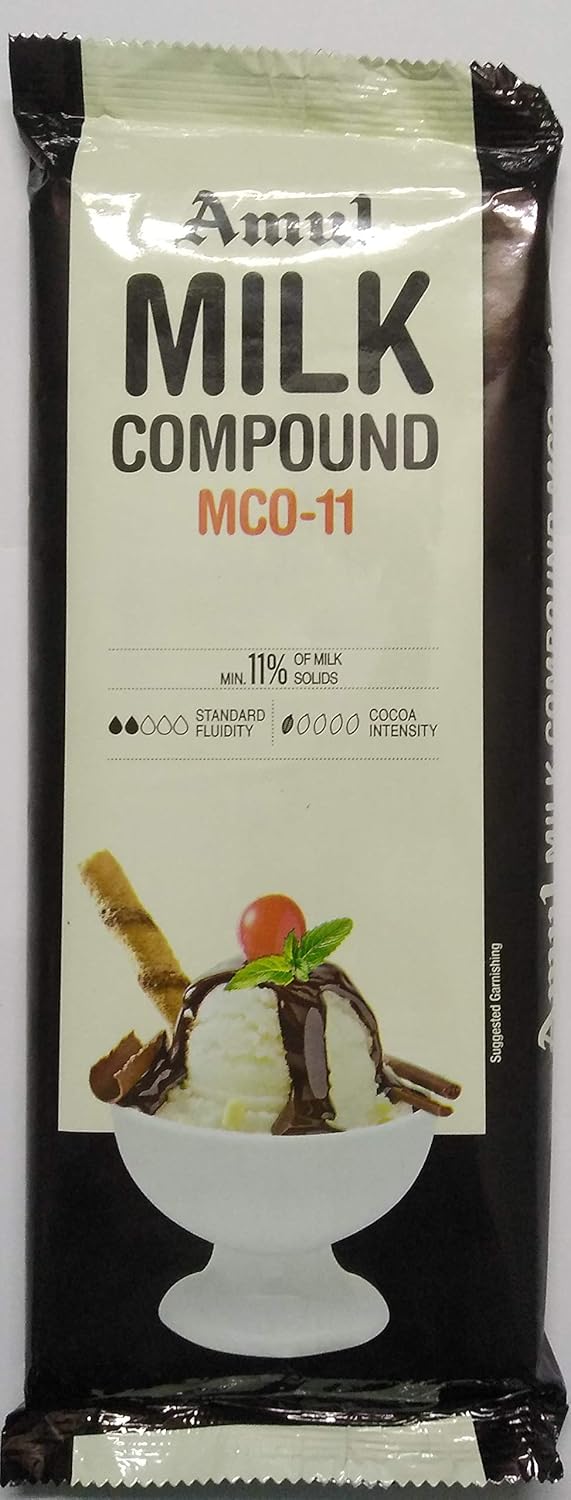 Amul
MILK
COMPOUND
MCO-11
MIN. 11% OF MILK
SOLIDS
STANDARD
FLUIDITY
COCOA
INTENSITY
Suggested Garnishing
Amul MILK COMPOUND